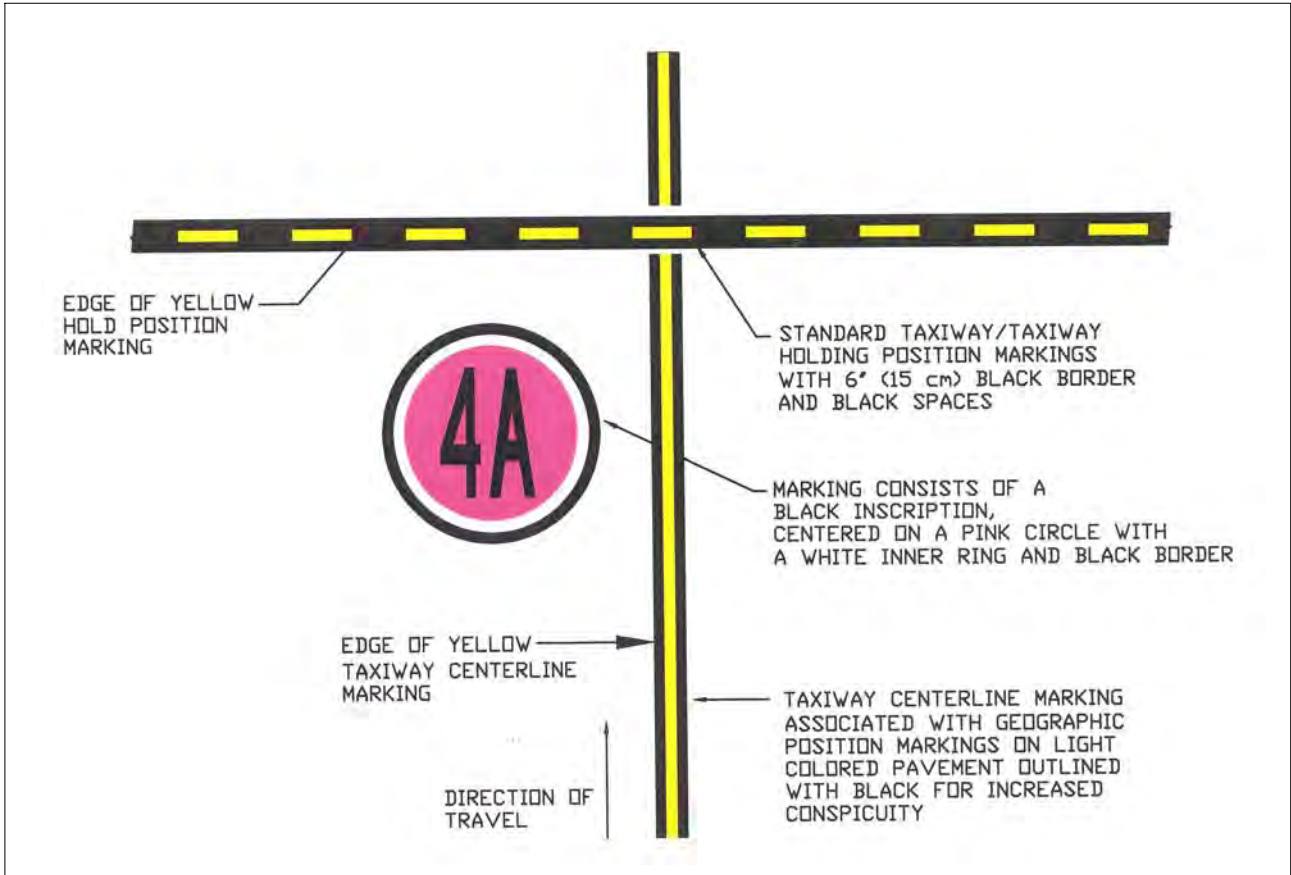 EDGE OF YELLOW
HOLD POSITION
MARKING
STANDARD TAXIWAY/TAXIWAY
HOLDING POSITION MARKINGS
WITH 6" (15 cm) BLACK BORDER
AND BLACK SPACES
4A
MARKING CONSISTS OF A
BLACK INSCRIPTION,
CENTERED ON A PINK CIRCLE WITH
A WHITE INNER RING AND BLACK BORDER
EDGE OF YELLOW
TAXIWAY CENTERLINE
MARKING
TAXIWAY CENTERLINE MARKING
ASSOCIATED WITH GEOGRAPHIC
POSITION MARKINGS ON LIGHT
COLORED PAVEMENT OUTLINED
WITH BLACK FOR INCREASED
CONSPICUITY
DIRECTION OF
TRAVEL